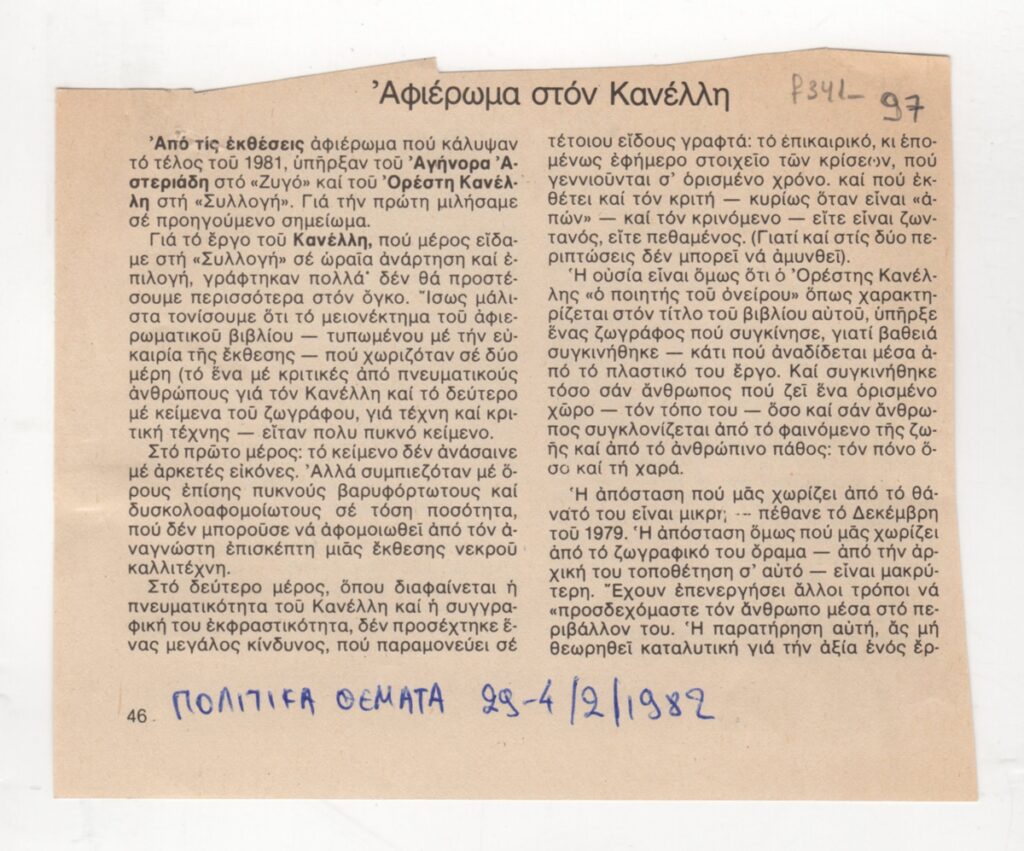 Ἀφιέρωμα στόν Κανέλλη
97
Ἀπό τίς ἐκθέσεις ἀφιέρωμα πού κάλυψαν
τό τέλος τοῦ 1981, ὑπῆρξαν τοῦ Ἀγήνορα Ἀ-
στεριάδη στό «Ζυγό» καί τοῦ Ὀρέστη Κανέλ-
λη στή «Συλλογή». Γιά τήν πρώτη μιλήσαμε
σέ προηγούμενο σημείωμα.
Γιά τό ἔργο τοῦ Κανέλλη, πού μέρος εἴδα-
με στή «Συλλογή» σέ ὡραία ἀνάρτηση καί ἐ-
πιλογή, γράφτηκαν πολλά· δέν θά προστέ-
σουμε περισσότερα στόν ὄγκο. Ἴσως μάλι-
στα τονίσουμε ὅτι τό μειονέκτημα τοῦ ἀφιε-
ρωματικοῦ βιβλίου — τυπωμένου μέ τήν εὐ-
καιρία τῆς ἔκθεσης — πού χωριζόταν σέ δύο
μέρη (τό ἕνα μέ κριτικές ἀπό πνευματικούς
ἀνθρώπους γιά τόν Κανέλλη καί τό δεύτερο
μέ κείμενα τοῦ ζωγράφου, γιά τέχνη καί κρι-
τική τέχνης — εἴταν πολυ πυκνό κείμενο.
Στό πρῶτο μέρος: τό κείμενο δέν ἀνάσαινε
μέ ἀρκετές εἰκόνες. Ἀλλά συμπιεζόταν μέ ὅ-
ρους ἐπίσης πυκνούς βαρυφόρτωτους καί
δυσκολοαφομοίωτους σέ τόση ποσότητα,
πού δέν μποροῦσε νά ἀφομοιωθεῖ ἀπό τόν ἀ-
ναγνώστη ἐπισκέπτη μιᾶς ἔκθεσης νεκροῦ
καλλιτέχνη.
Στό δεύτερο μέρος, ὅπου διαφαίνεται ἡ
πνευματικότητα τοῦ Κανέλλη καί ἡ συγγρα-
φική του ἐκφραστικότητα, δέν προσέχτηκε ἕ-
νας μεγάλος κίνδυνος, πού παραμονεύει σέ
τέτοιου εἴδους γραφτά: τό ἐπικαιρικό, κι ἐπο-
μένως ἐφήμερο στοιχεῖο τῶν κρίσεων, πού
γεννιοῦνται σ' ὁρισμένο χρόνο. καί πού ἐκ-
θέτει καί τόν κριτή — κυρίως ὅταν εἶναι «ἀ-
πών» — καί τόν κρινόμενο — εἴτε εἶναι ζων-
τανός, εἴτε πεθαμένος. (Γιατί καί στίς δύο πε-
ριπτώσεις δέν μπορεῖ νά ἀμυνθεῖ).
Ἡ οὐσία εἶναι ὅμως ὅτι ὁ Ὀρέστης Κανέλ-
λης «ὁ ποιητής τοῦ ὀνείρου» ὅπως χαρακτη-
ρίζεται στόν τίτλο τοῦ βιβλίου αὐτοῦ, ὑπῆρξε
ἕνας ζωγράφος πού συγκίνησε, γιατί βαθειά
συγκινήθηκε — κάτι πού ἀναδίδεται μέσα ἀ-
πό τό πλαστικό του ἔργο. Καί συγκινήθηκε
τόσο σάν ἄνθρωπος πού ζεῖ ἕνα ὁρισμένο
χῶρο — τόν τόπο του — ὅσο καί σάν ἄνθρω-
πος συγκλονίζεται ἀπό τό φαινόμενο τῆς ζω-
ῆς καί ἀπό τό ἀνθρώπινο πάθος: τόν πόνο ὅ-
σο καί τή χαρά.
Ἡ ἀπόσταση πού μᾶς χωρίζει ἀπό τό θά-
νατό του εἶναι μικρή — πέθανε τό Δεκέμβρη
τοῦ 1979. Ἡ ἀπόσταση ὅμως πού μᾶς χωρίζει
ἀπό τό ζωγραφικό του ὅραμα — ἀπό τήν ἀρ-
χική του τοποθέτηση σ' αὐτό — εἶναι μακρύ-
τερη. Ἔχουν ἐπενεργήσει ἄλλοι τρόποι νά
«προσδεχόμαστε τόν ἄνθρωπο μέσα στό πε-
ριβάλλον του. Ἡ παρατήρηση αὐτή, ἄς μή
θεωρηθεῖ καταλυτική γιά τήν ἀξία ἑνός ἔρ-
46 ΠΟΛΙΤΙΚΑ ΘΕΜΑΤΑ 29-4/2/1982